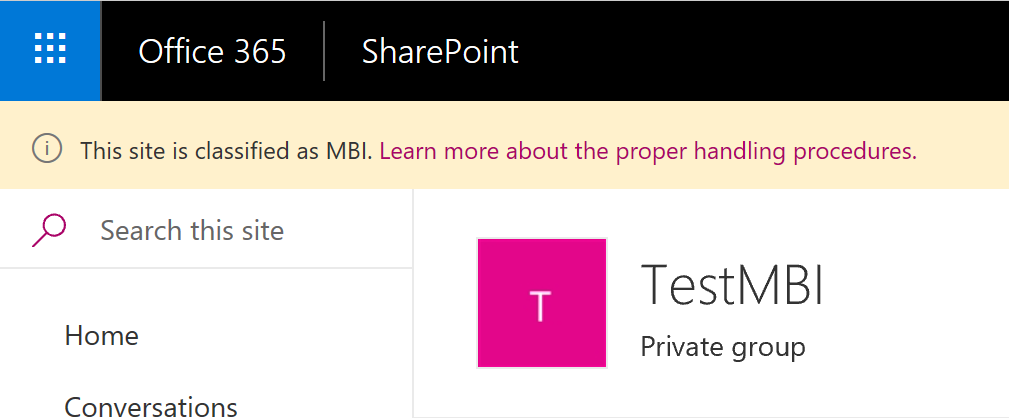 Office 365 SharePoint
This site is classified as MBI. Learn more about the proper handling procedures.
Search this site
T
TestMBI
Private group
Home
Conversations